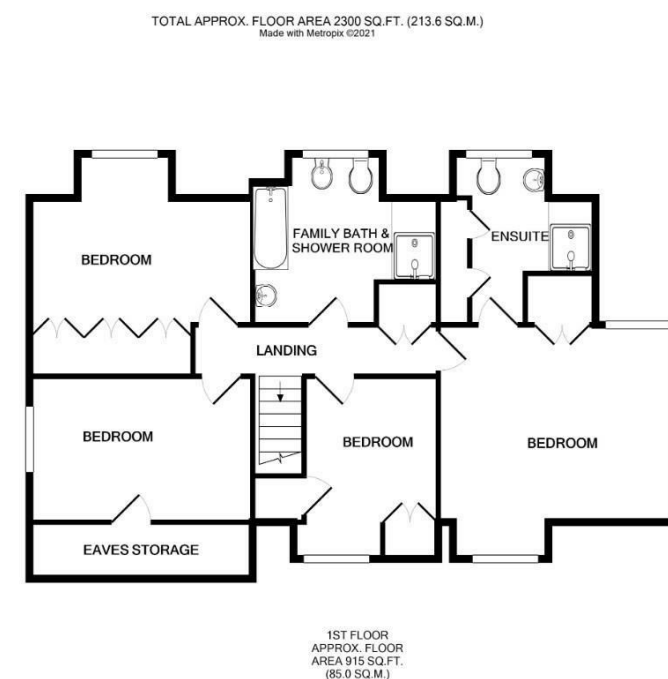 TOTAL APPROX. FLOOR AREA 2300 SQ.FT. (213.6 SQ.M.)
Made with Metropix ©2021
FAMILY BATH &
SHOWER ROOM
ENSUITE
BEDROOM
LANDING
BEDROOM
BEDROOM
BEDROOM
EAVES STORAGE
1ST FLOOR
APPROX. FLOOR
AREA 915 SQ.FT.
(85.0 SQ.M.)